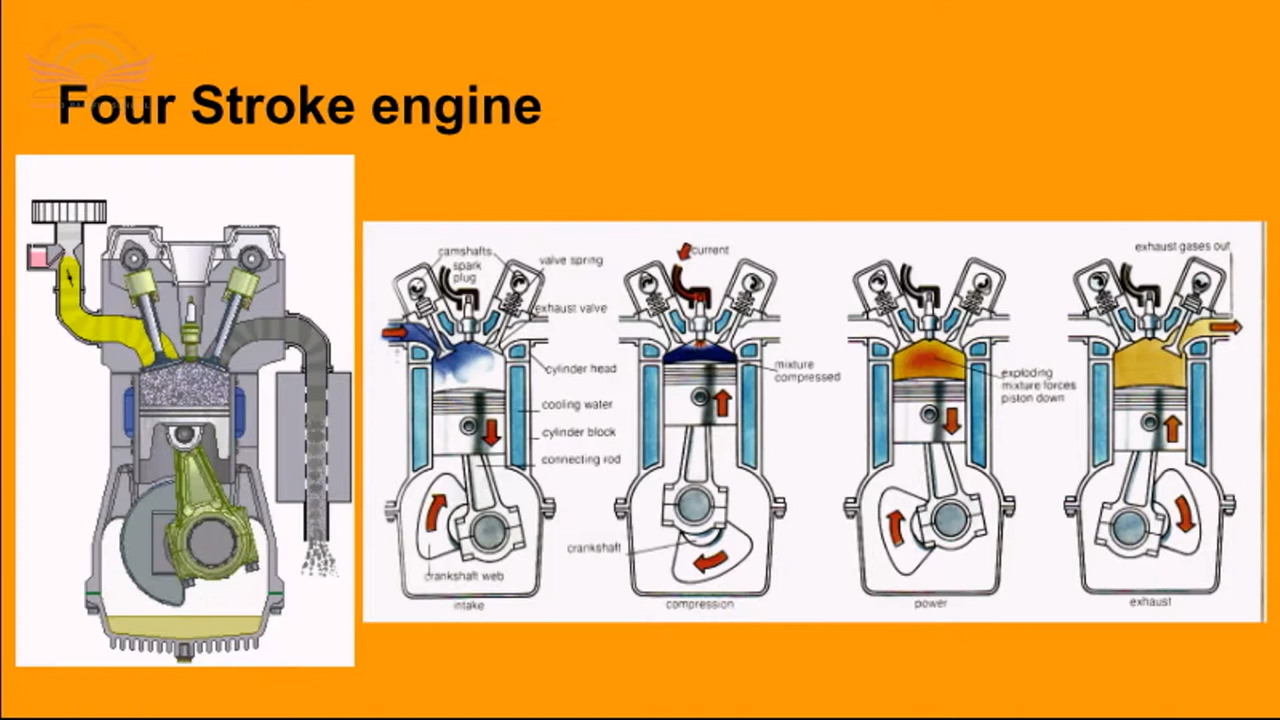 Four Stroke engine
camshafts
spark
plug
valve spring
exhaust valve
cylinder head
cooling water
cylinder block
connecting rod
crankshaft
crankshaft web
intake
current
mixture
compressed
compression
exploding
mixture forces
piston down
power
exhaust gases out
exhaust